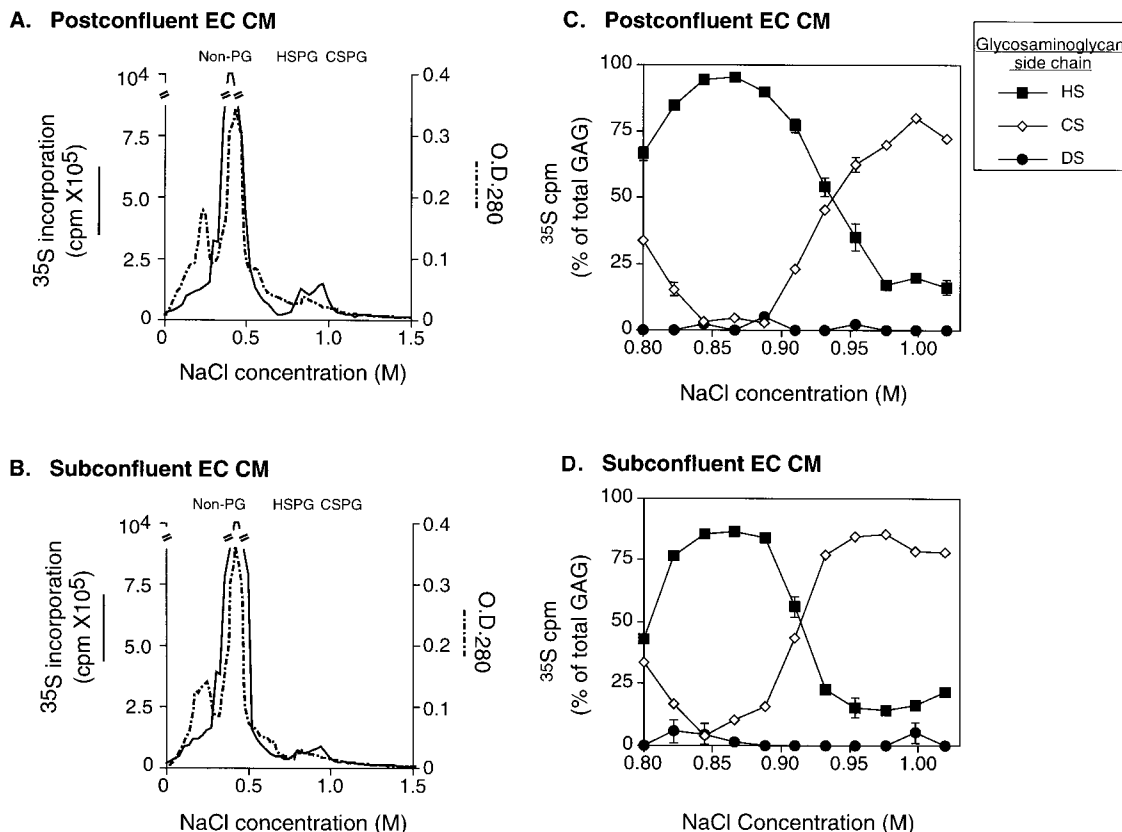 A. Postconfluent EC CM
Non-PG HSPG CSPG
10⁴
7.5
5.0
2.5
0
0.4
0.3
0.2
0.1
0
³⁵S incorporation
(cpm X10⁵)
O.D.280
0 0.5 1.0 1.5
NaCl concentration (M)
B. Subconfluent EC CM
Non-PG HSPG CSPG
10⁴
7.5
5.0
2.5
0
0.4
0.3
0.2
0.1
0
³⁵S incorporation
(cpm X10⁵)
O.D.280
0 0.5 1.0 1.5
NaCl concentration (M)
C. Postconfluent EC CM
100
75
50
25
0
³⁵S cpm
(% of total GAG)
0.80 0.85 0.90 0.95 1.00
NaCl concentration (M)
Glycosaminoglycan
side chain
HS
CS
DS
D. Subconfluent EC CM
100
75
50
25
0
³⁵S cpm
(% of total GAG)
0.80 0.85 0.90 0.95 1.00
NaCl Concentration (M)